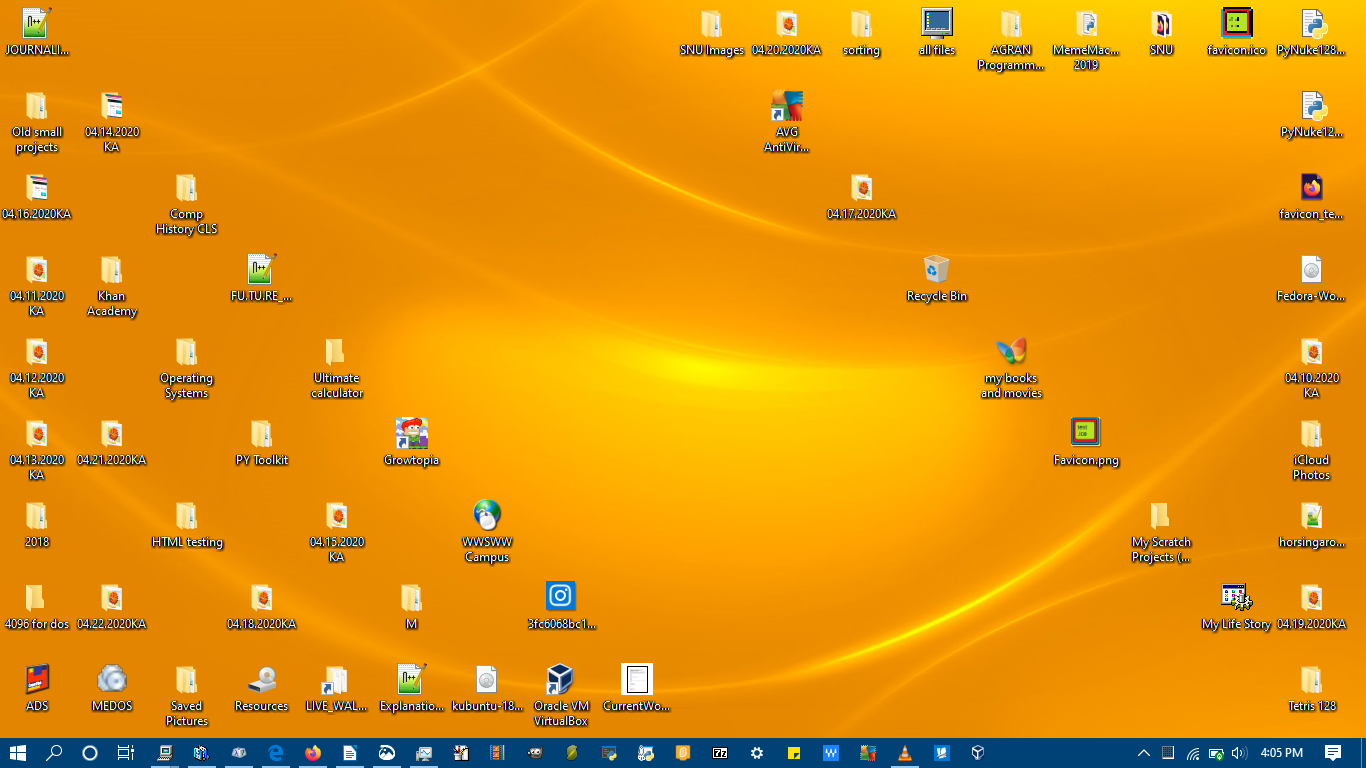 JOURNALI...
SNU Images
04.20.2020KA
sorting
all files
AGRAN
Programm...
MemeMac...
2019
SNU
favicon.ico
PyNuke128...
Old small
projects
04.14.2020
KA
AVG
AntiVir...
PyNuke12...
04.16.2020KA
Comp
History CLS
04.17.2020KA
favicon_te...
04.11.2020
KA
Khan
Academy
FU.TU.RE_...
Recycle Bin
Fedora-Wo...
04.12.2020
KA
Operating
Systems
Ultimate
calculator
my books
and movies
04.10.2020
KA
04.13.2020
KA
04.21.2020KA
PY Toolkit
Growtopia
Favicon.png
iCloud
Photos
2018
HTML testing
04.15.2020
KA
WWSWW
Campus
My Scratch
Projects (...
horsingaro...
4096 for dos
04.22.2020KA
04.18.2020KA
M
3fc6068bc1...
My Life Story
04.19.2020KA
ADS
MEDOS
Saved
Pictures
Resources
LIVE_WAL...
Explanatio...
kubuntu-18...
Oracle VM
VirtualBox
CurrentWo...
Tetris 128
4:05 PM